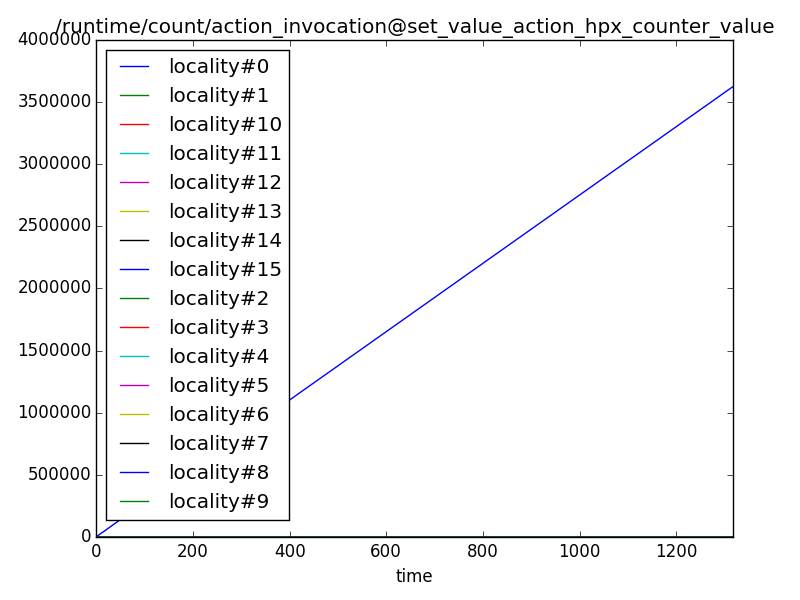 /runtime/count/action_invocation@set_value_action_hpx_counter_value
4000000
3500000
3000000
2500000
2000000
1500000
1000000
500000
0
locality#0
locality#1
locality#10
locality#11
locality#12
locality#13
locality#14
locality#15
locality#2
locality#3
locality#4
locality#5
locality#6
locality#7
locality#8
locality#9
0 200 400 600 800 1000 1200
time